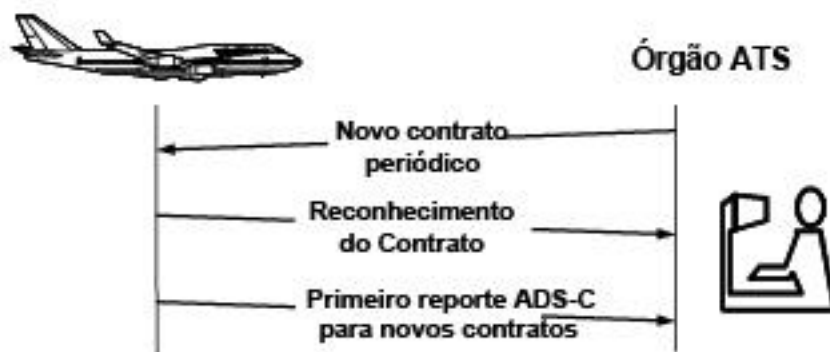 Órgão ATS
Novo contrato
periódico
Reconhecimento
do Contrato
Primeiro reporte ADS-C
para novos contratos